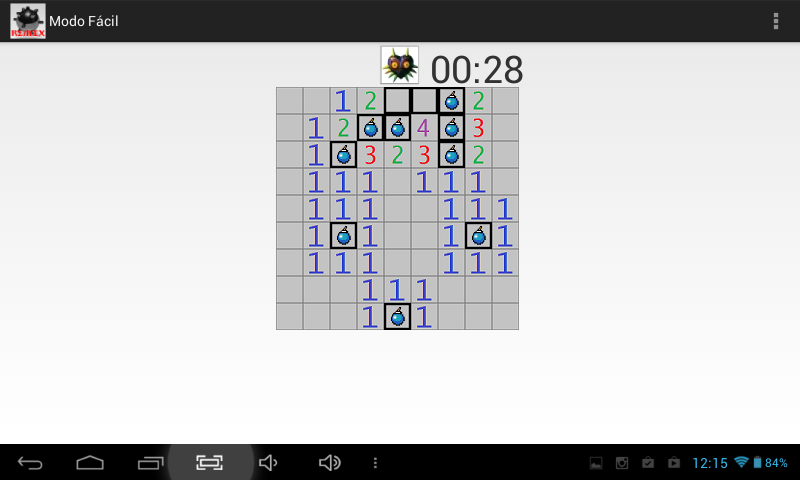 REMALX
Modo Fácil
00:28
1 2 2
1 2 4 3
1 3 2 3 2
1 1 1 1 1 1
1 1 1 1 1 1
1 1 1 1
1 1 1 1 1 1
1 1 1
1 1
12:15 84%